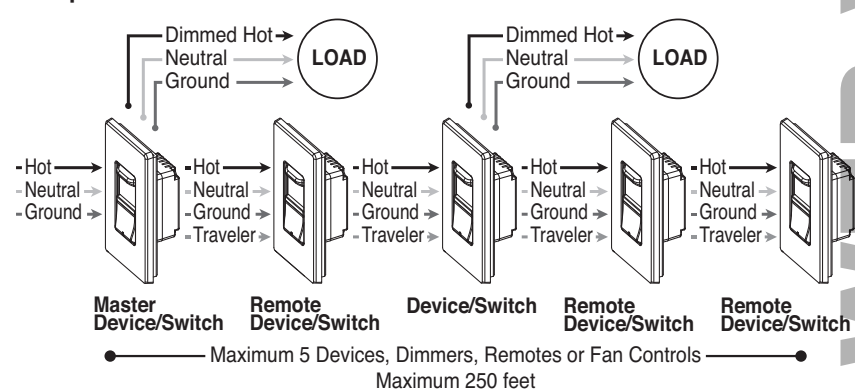 Dimmed Hot
Neutral
Ground
LOAD
Dimmed Hot
Neutral
Ground
LOAD
Hot
Neutral
Ground
Hot
Neutral
Ground
Traveler
Hot
Neutral
Ground
Traveler
Hot
Neutral
Ground
Traveler
Hot
Neutral
Ground
Traveler
Master
Device/Switch
Remote
Device/Switch
Device/Switch
Remote
Device/Switch
Remote
Device/Switch
Maximum 5 Devices, Dimmers, Remotes or Fan Controls
Maximum 250 feet